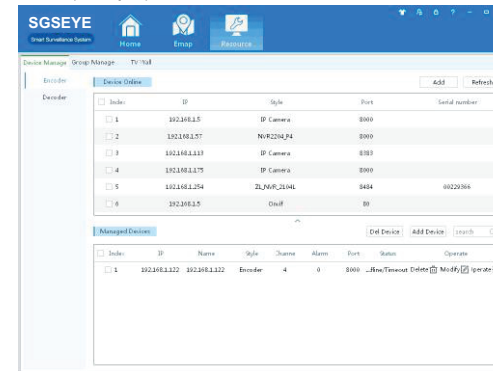 SGSEYE
Smart Surveillance System
Home Emap Resource
Device Manage Group Manage TV Wall
Encoder
Decoder
Device Online Add Refresh
Index IP Style Port Serial number
1 192.168.1.5 IP Camera 8000
2 192.168.1.57 NVR2204_P4 8000
3 192.168.1.113 IP Camera 8383
4 192.168.1.175 IP Camera 8000
5 192.168.1.254 ZL_NVR_2104L 8484 00229366
6 192.168.1.5 Onvif 80
Managed Devices Del Device Add Device search
Index IP Name Style Channe Alarm Port Status Operate
1 192.168.1.122 192.168.1.122 Encoder 4 0 8000 ...ffline/Timeout Delete Modify Operate